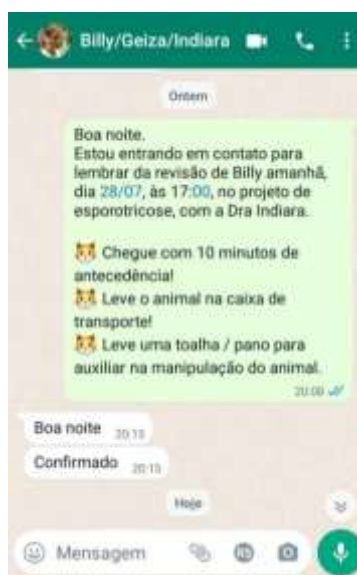 Billy/Geiza/Indiara
Ontem
Boa noite.
Estou entrando em contato para
lembrar da revisão de Billy amanhã,
dia 28/07, às 17:00, no projeto de
esporotricose, com a Dra Indiara.
🐹 Chegue com 10 minutos de
antecedência!
🐹 Leve o animal na caixa de
transporte!
🐹 Leve uma toalha / pano para
auxiliar na manipulação do animal.
20:08
Boa noite 20:15
Confirmado 20:15
Hoje
Mensagem